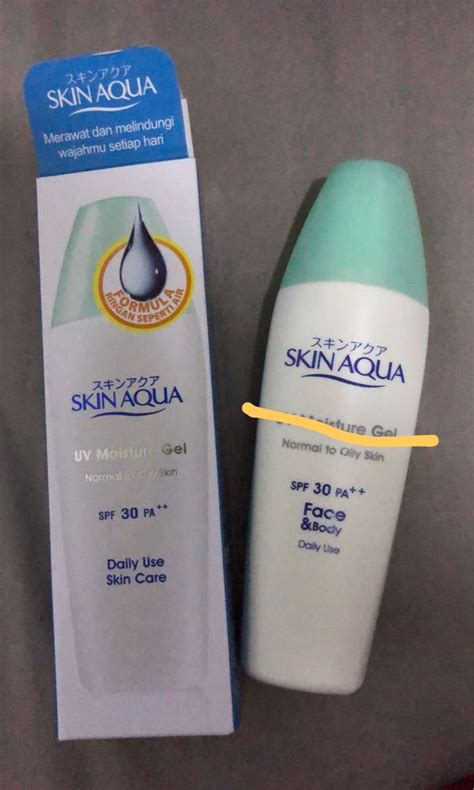 スキンアクア
SKIN AQUA
Merawat dan melindungi
wajahmu setiap hari
FORMULA
RINGAN SEPERTI AIR
スキンアクア
SKIN AQUA
UV Moisture Gel
Normal to Oily Skin
SPF 30 PA++
Daily Use
Skin Care
スキンアクア
SKIN AQUA
UV Moisture Gel
Normal to Oily Skin
SPF 30 PA++
Face
&Body
Daily Use